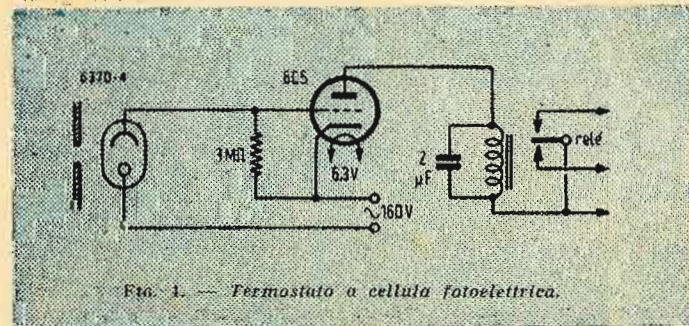 6370-4
6C5
3MΩ
6.3V
160V
2
μF
relé
FIG. 1. — Termostato a cellula fotoelettrica.